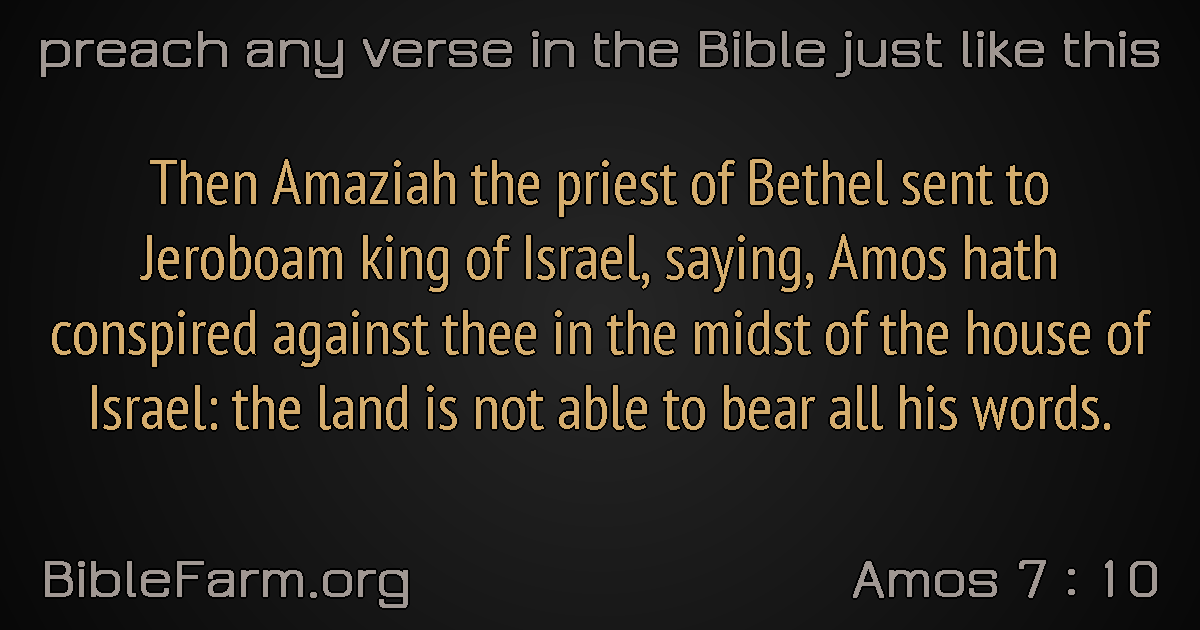 preach any verse in the Bible just like this
Then Amaziah the priest of Bethel sent to
Jeroboam king of Israel, saying, Amos hath
conspired against thee in the midst of the house of
Israel: the land is not able to bear all his words.
BibleFarm.org
Amos 7 : 10